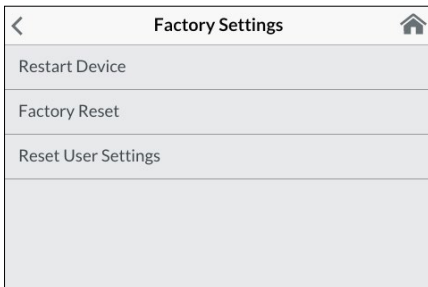 Factory Settings
Restart Device
Factory Reset
Reset User Settings